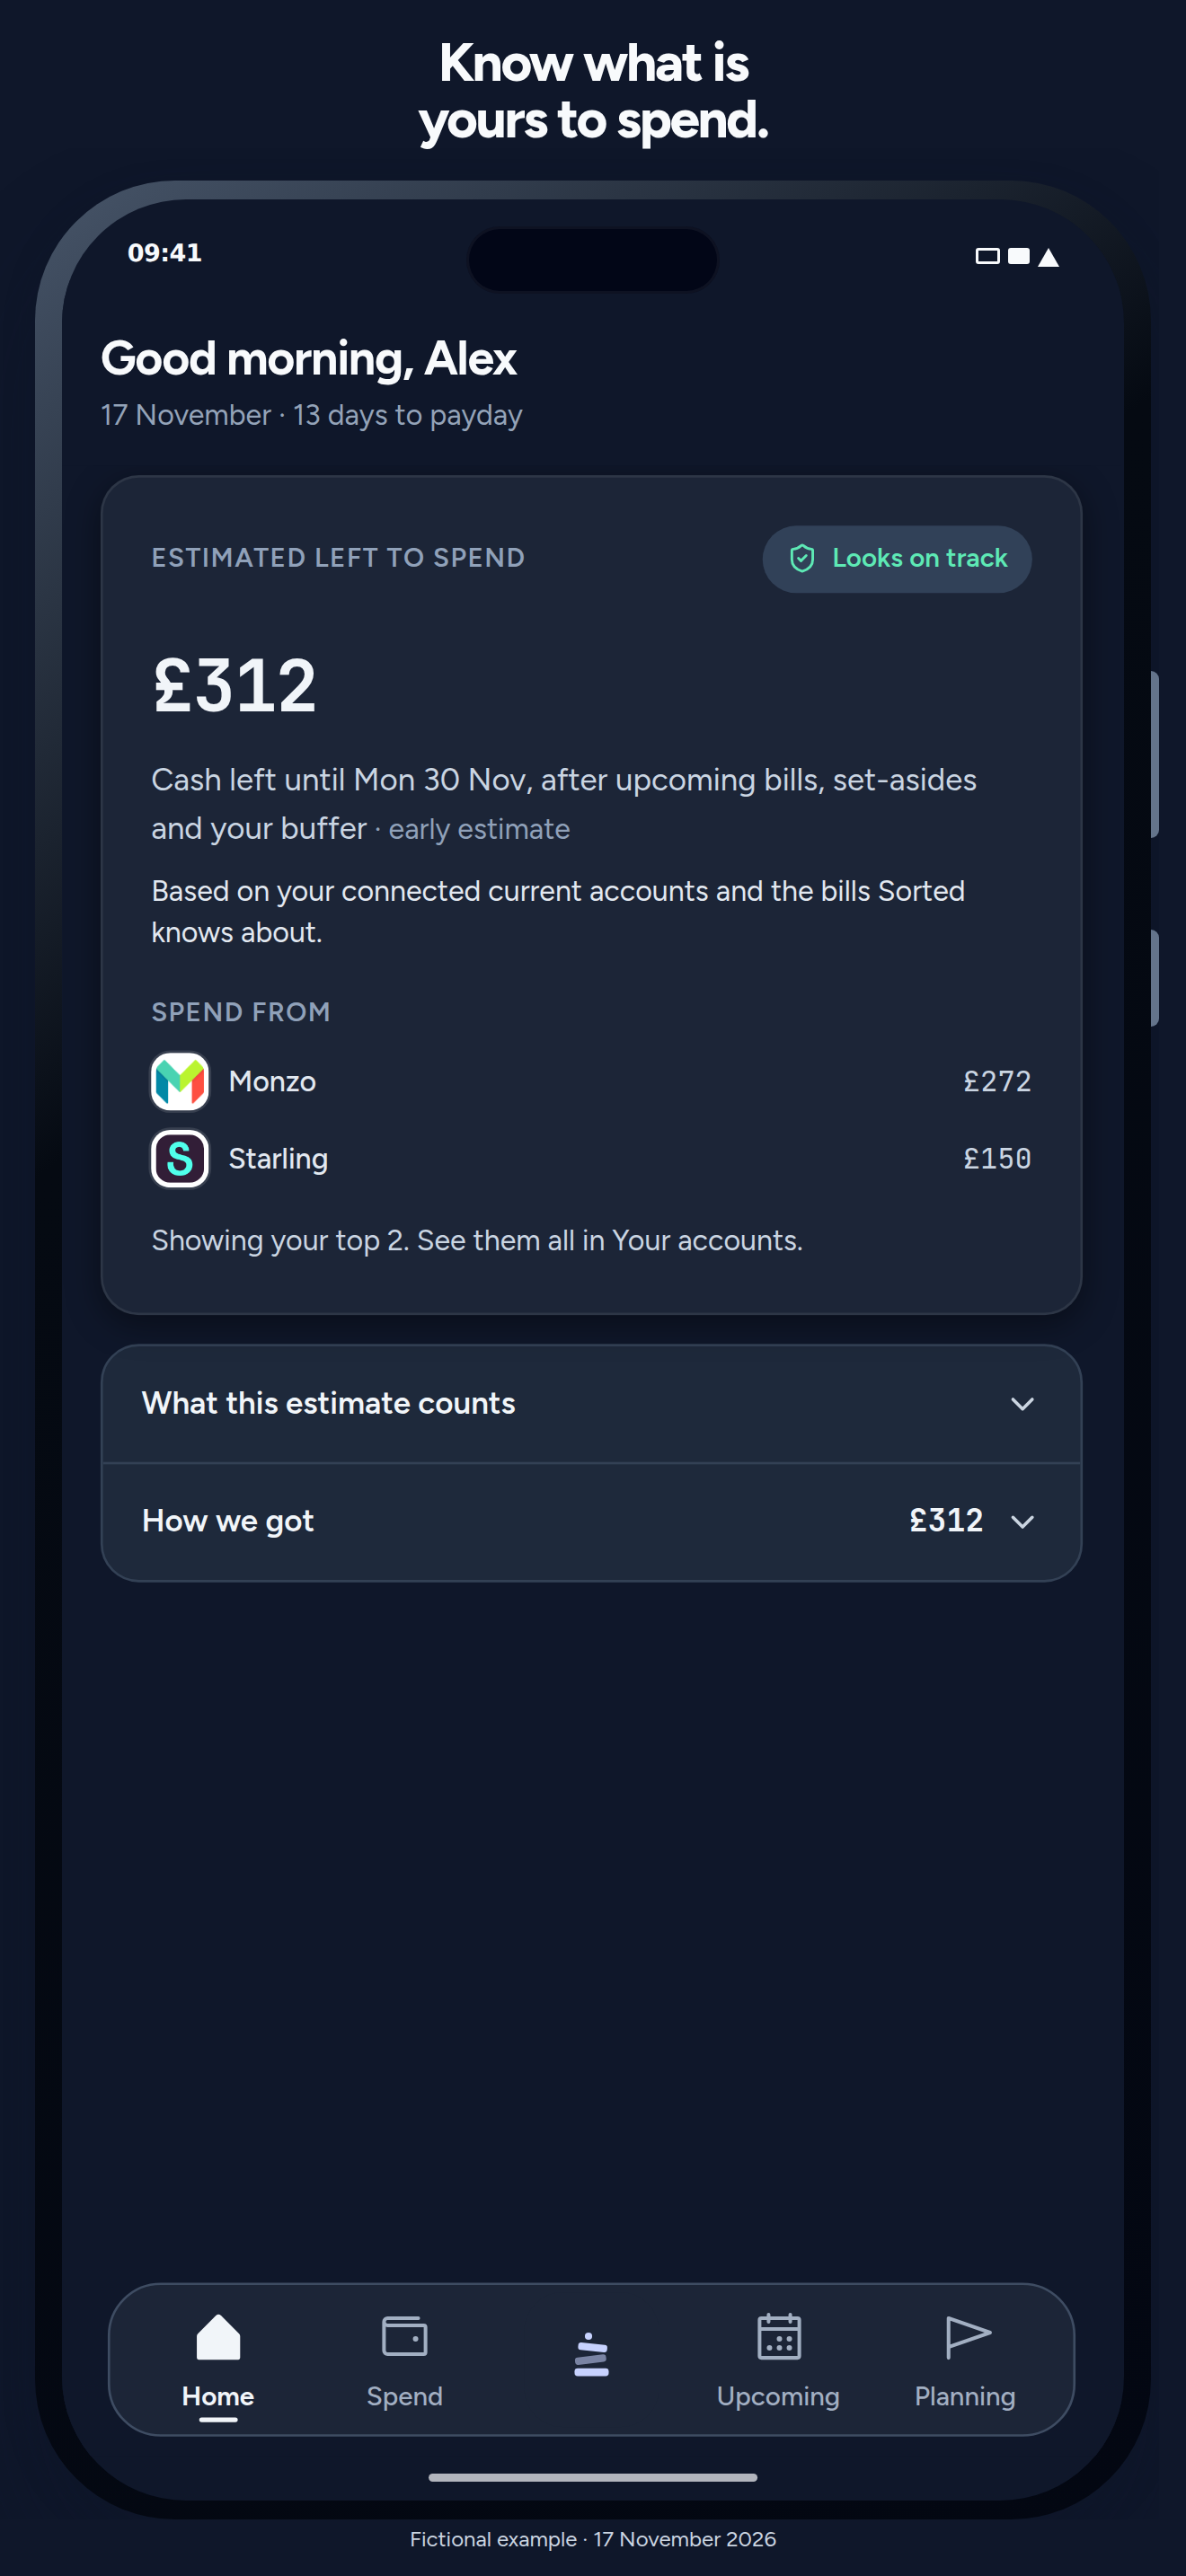 Know what is
yours to spend.
09:41
Good morning, Alex
17 November · 13 days to payday
ESTIMATED LEFT TO SPEND
Looks on track
£312
Cash left until Mon 30 Nov, after upcoming bills, set-asides
and your buffer · early estimate
Based on your connected current accounts and the bills Sorted
knows about.
SPEND FROM
Monzo £272
S Starling £150
Showing your top 2. See them all in Your accounts.
What this estimate counts
How we got £312
Home Spend Upcoming Planning
Fictional example · 17 November 2026